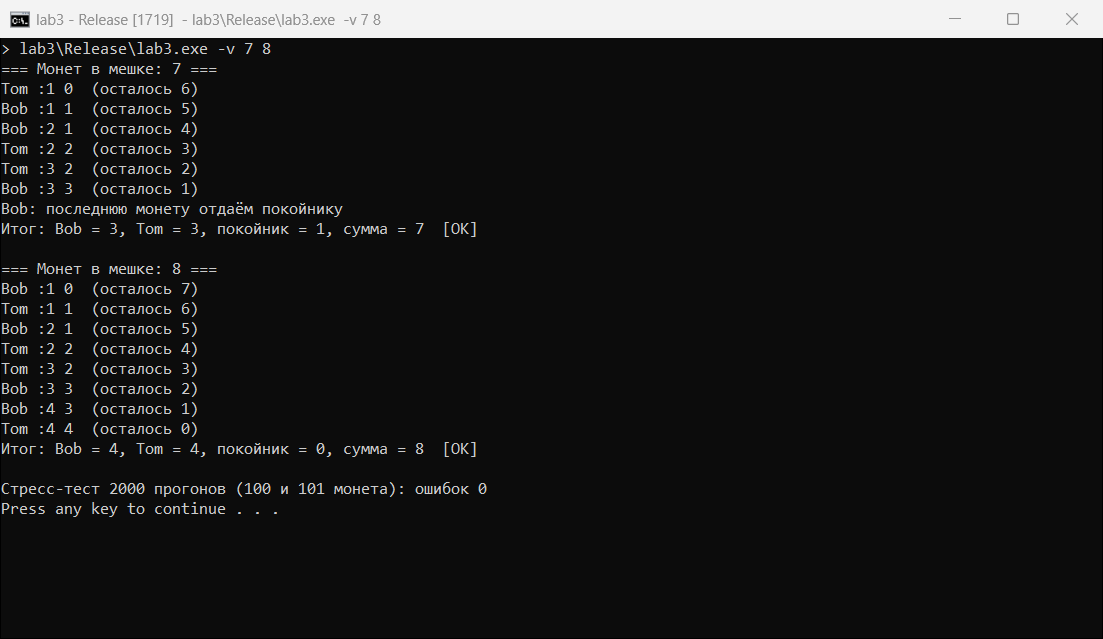 lab3 - Release [1719]  - lab3\Release\lab3.exe  -v 7 8
> lab3\Release\lab3.exe -v 7 8
=== Монет в мешке: 7 ===
Tom :1 0  (осталось 6)
Bob :1 1  (осталось 5)
Bob :2 1  (осталось 4)
Tom :2 2  (осталось 3)
Tom :3 2  (осталось 2)
Bob :3 3  (осталось 1)
Bob: последнюю монету отдаём покойнику
Итог: Bob = 3, Tom = 3, покойник = 1, сумма = 7  [OK]
=== Монет в мешке: 8 ===
Bob :1 0  (осталось 7)
Tom :1 1  (осталось 6)
Bob :2 1  (осталось 5)
Tom :2 2  (осталось 4)
Tom :3 2  (осталось 3)
Bob :3 3  (осталось 2)
Bob :4 3  (осталось 1)
Tom :4 4  (осталось 0)
Итог: Bob = 4, Tom = 4, покойник = 0, сумма = 8  [OK]
Стресс-тест 2000 прогонов (100 и 101 монета): ошибок 0
Press any key to continue . . .